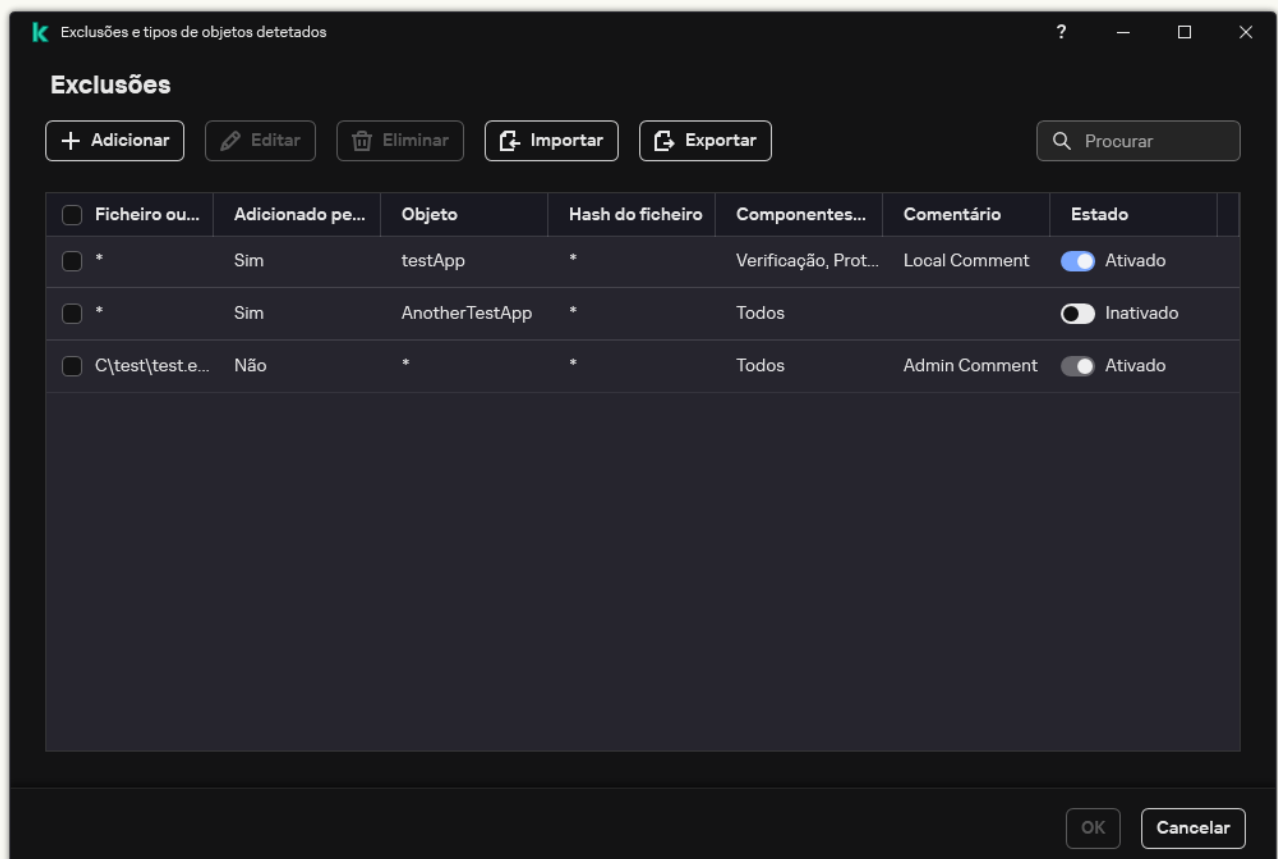 Exclusões e tipos de objetos detetados ?
Exclusões
Adicionar Editar Eliminar Importar Exportar Procurar
Ficheiro ou... Adicionado pe... Objeto Hash do ficheiro Componentes... Comentário Estado
* Sim testApp * Verificação, Prot... Local Comment Ativado
* Sim AnotherTestApp * Todos Inativado
C\test\test.e... Não * * Todos Admin Comment Ativado
OK Cancelar